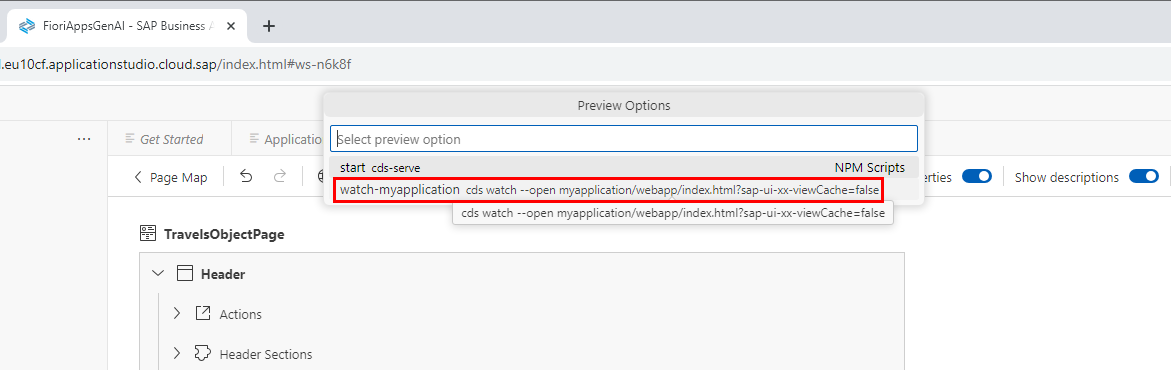 FioriAppsGenAI - SAP Business A
.eu10cf.applicationstudio.cloud.sap/index.html#ws-n6k8f
Preview Options
Get Started
Application
Select preview option
Page Map
start cds-serve NPM Scripts
erties
Show descriptions
watch-myapplication cds watch --open myapplication/webapp/index.html?sap-ui-xx-viewCache=false
cds watch --open myapplication/webapp/index.html?sap-ui-xx-viewCache=false
TravelsObjectPage
Header
Actions
Header Sections